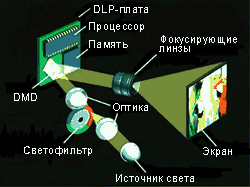 DLP-плата
Процессор
Память
Фокусирующие
линзы
DMD
Оптика
Светофильтр
Экран
Источник света